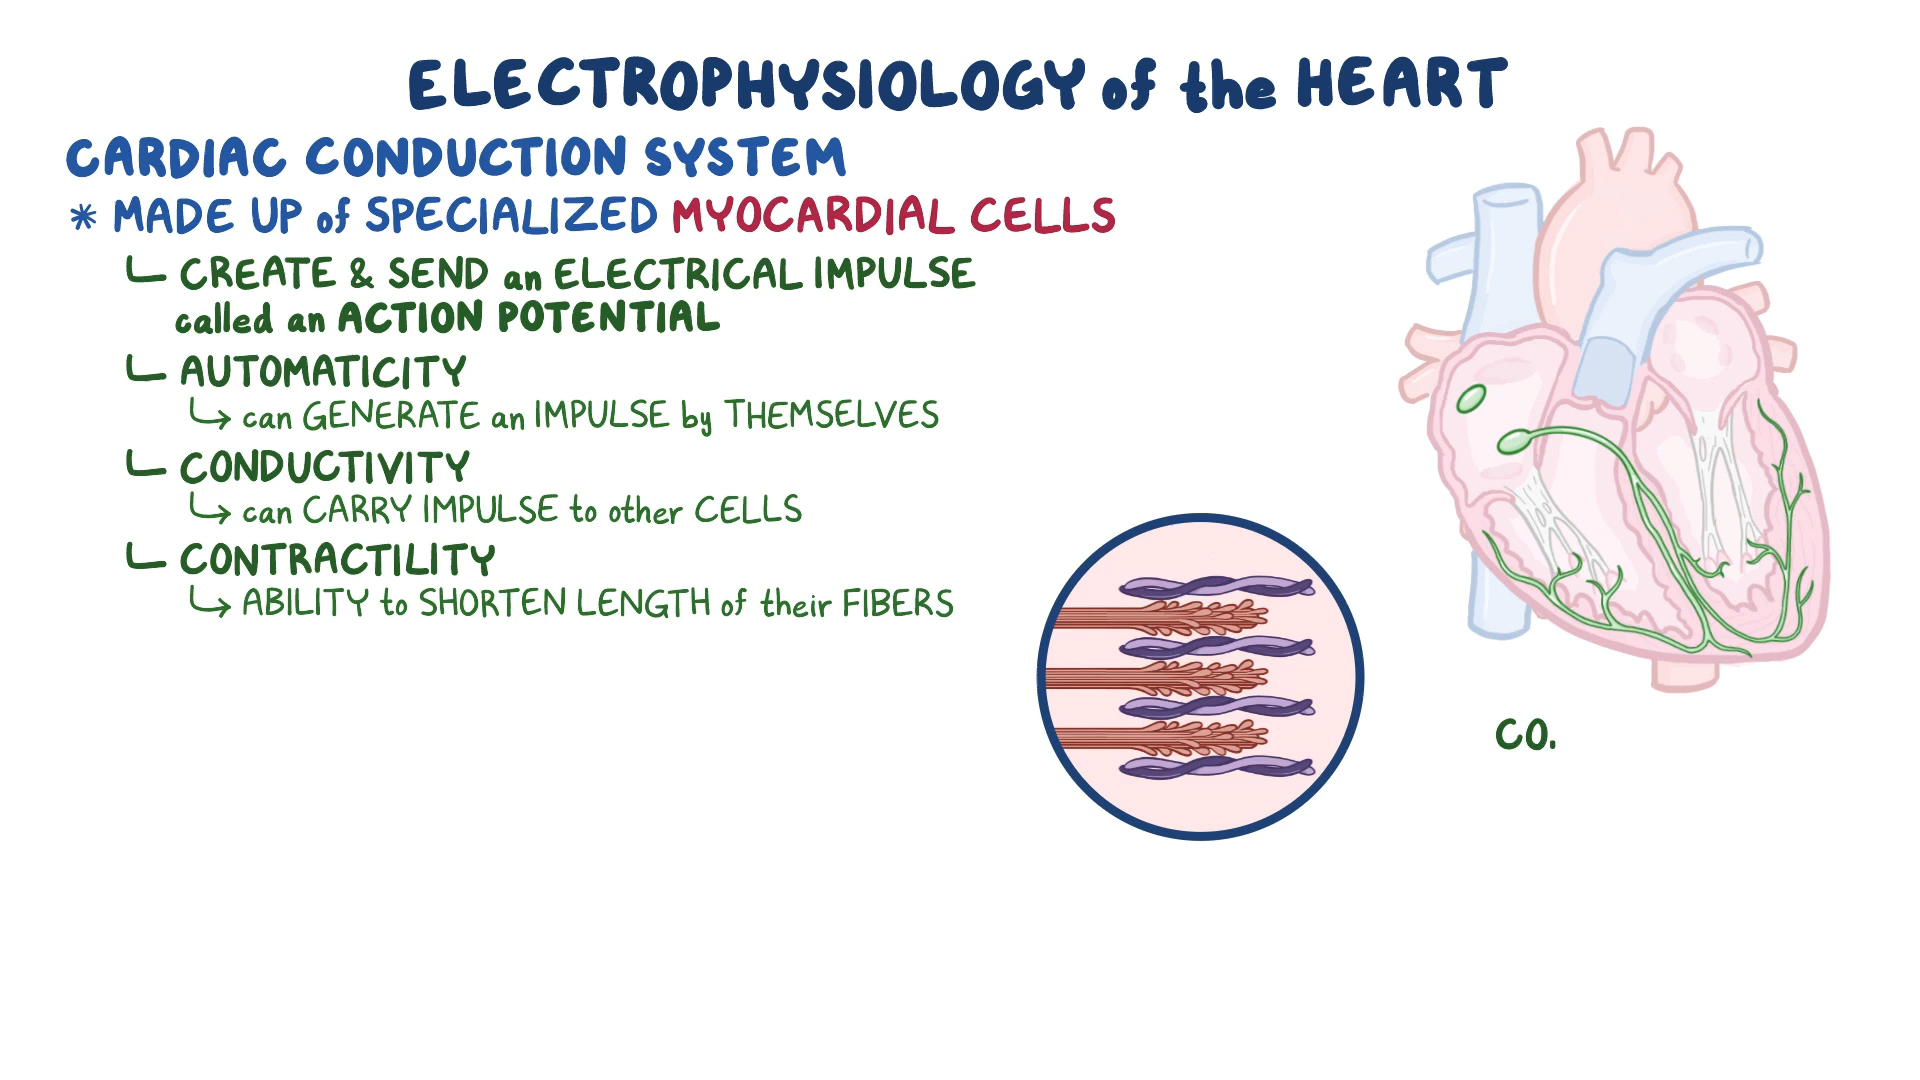 ELECTROPHYSIOLOGY of the HEART
CARDIAC CONDUCTION SYSTEM
* MADE UP of SPECIALIZED MYOCARDIAL CELLS
CREATE & SEND an ELECTRICAL IMPULSE
called an ACTION POTENTIAL
AUTOMATICITY
can GENERATE an IMPULSE by THEMSELVES
CONDUCTIVITY
can CARRY IMPULSE to other CELLS
CONTRACTILITY
ABILITY to SHORTEN LENGTH of their FIBERS
CO.